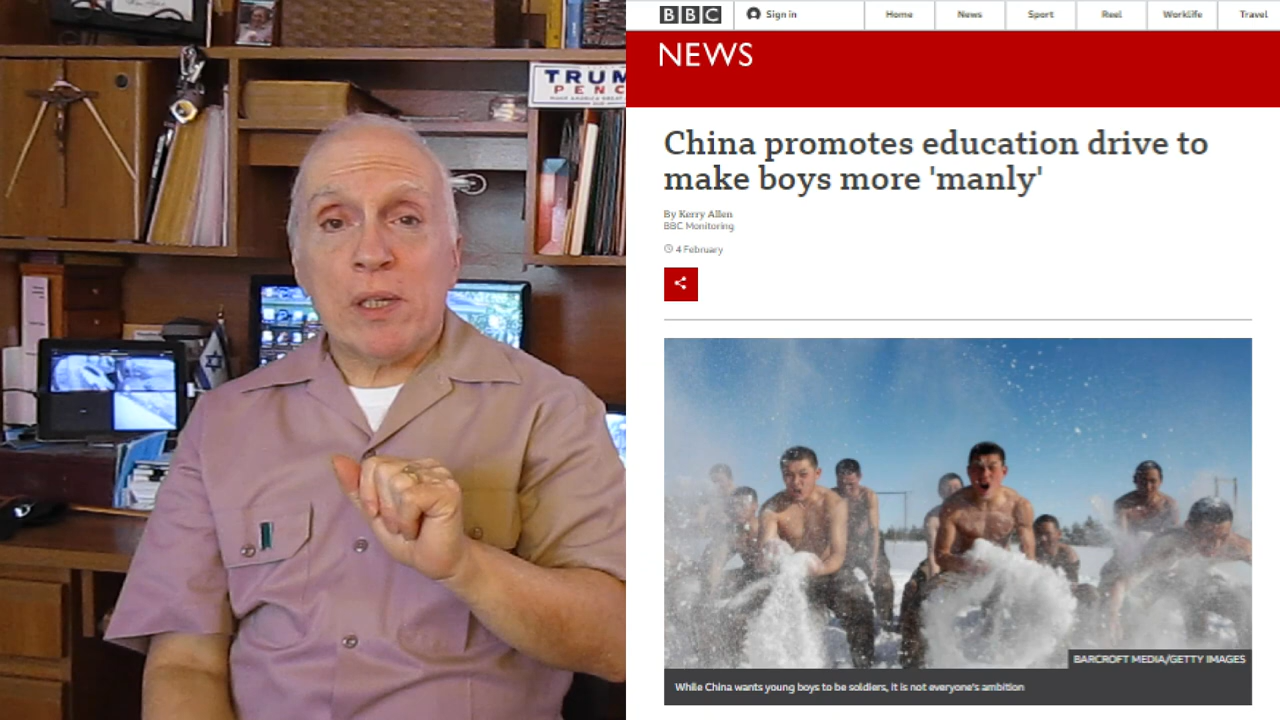 TRUM
PENC
BBC
Sign in
Home
News
Sport
Reel
Worklife
Travel
NEWS
China promotes education drive to
make boys more 'manly'
By Kerry Allen
BBC Monitoring
4 February
BARCROFT MEDIA/GETTY IMAGES
While China wants young boys to be soldiers, it is not everyone's ambition